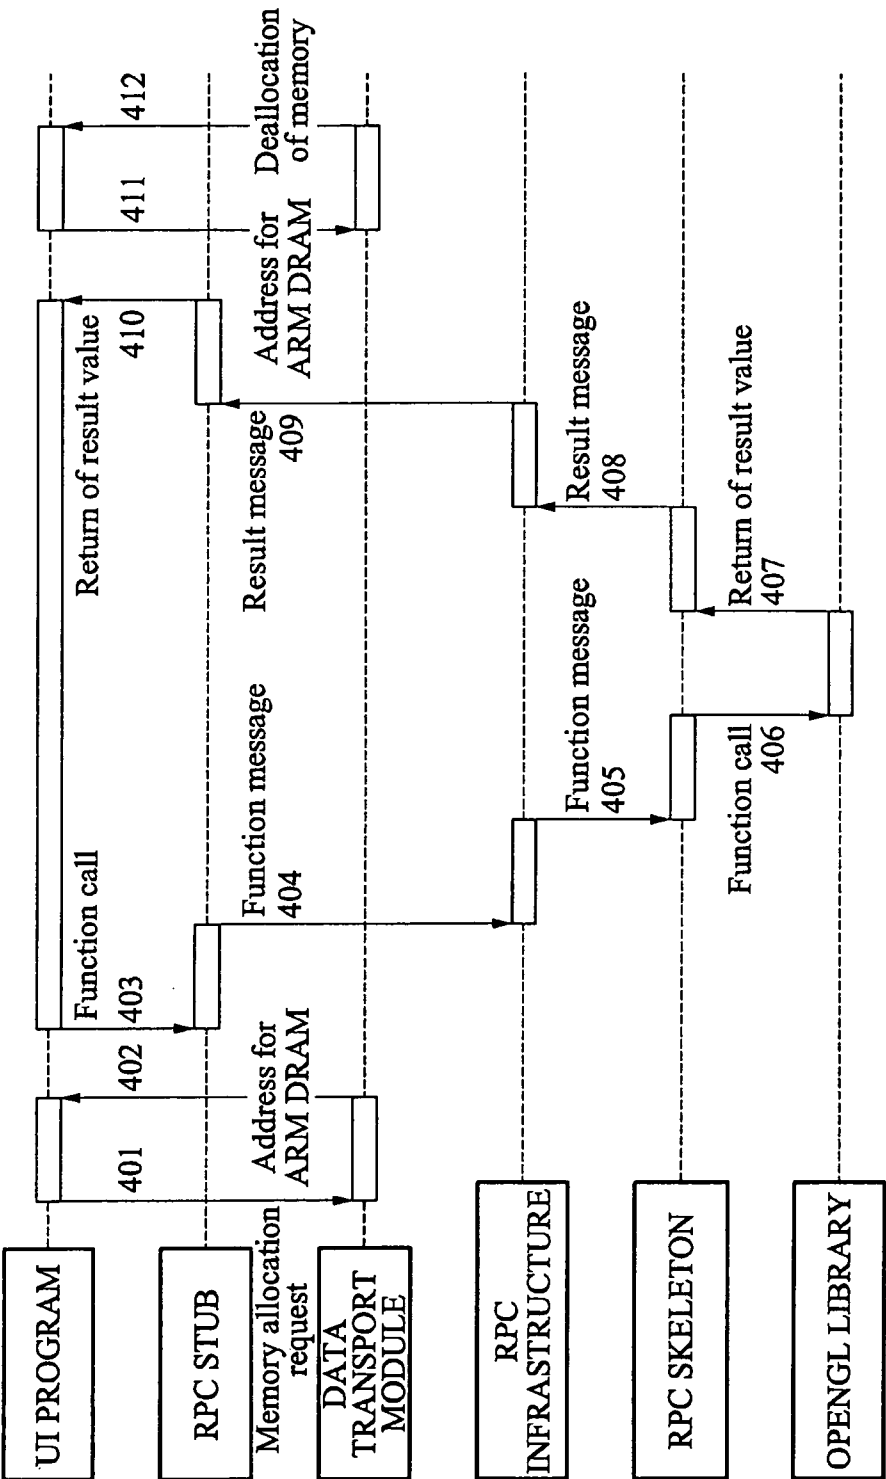 UI PROGRAM
RPC STUB
DATA
TRANSPORT
MODULE
RPC
INFRASTRUCTURE
RPC SKELETON
OPENGL LIBRARY
Memory allocation
request
401
402
Address for
ARM DRAM
Function call
403
Function message
404
Function message
405
Function call
406
Return of result value
407
Result message
408
Result message
409
Return of result value
410
Address for
ARM DRAM
411
412
Deallocation
of memory